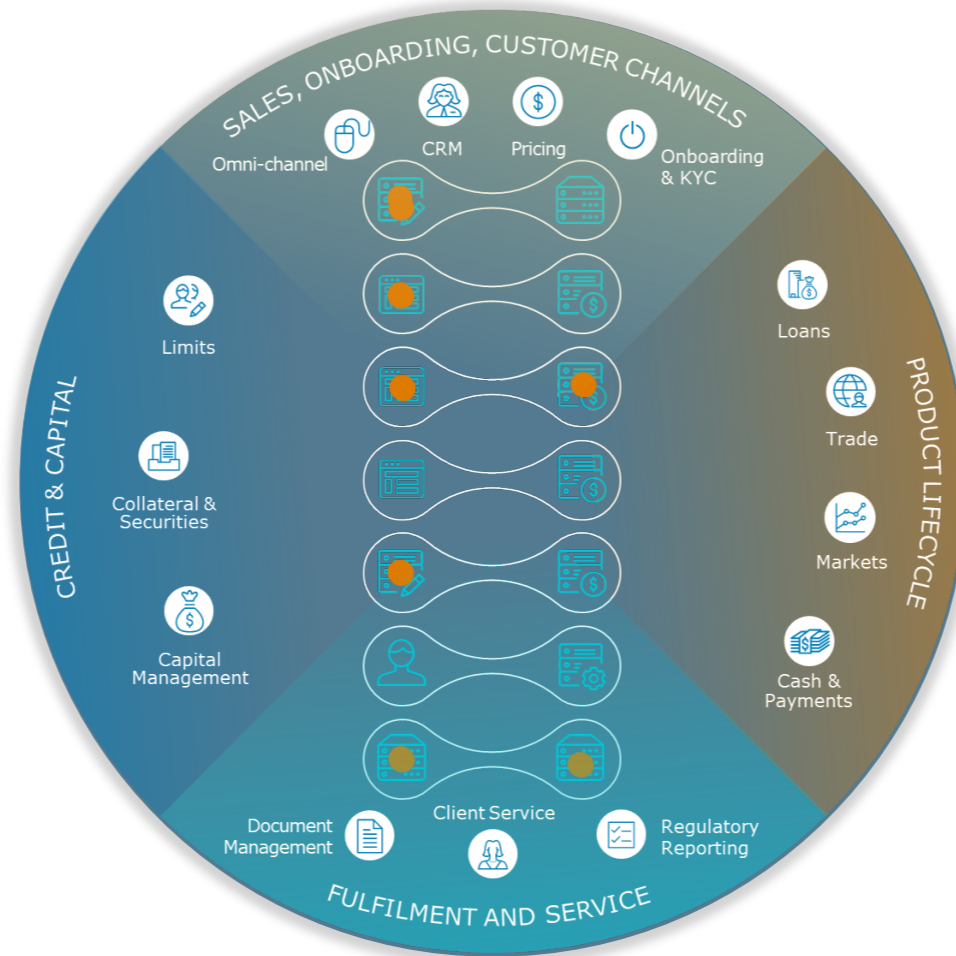 SALES, ONBOARDING, CUSTOMER CHANNELS
Omni-channel
CRM
Pricing
Onboarding
& KYC
CREDIT & CAPITAL
Limits
Collateral &
Securities
Capital
Management
PRODUCT LIFECYCLE
Loans
Trade
Markets
Cash &
Payments
Document
Management
Client Service
Regulatory
Reporting
FULFILMENT AND SERVICE